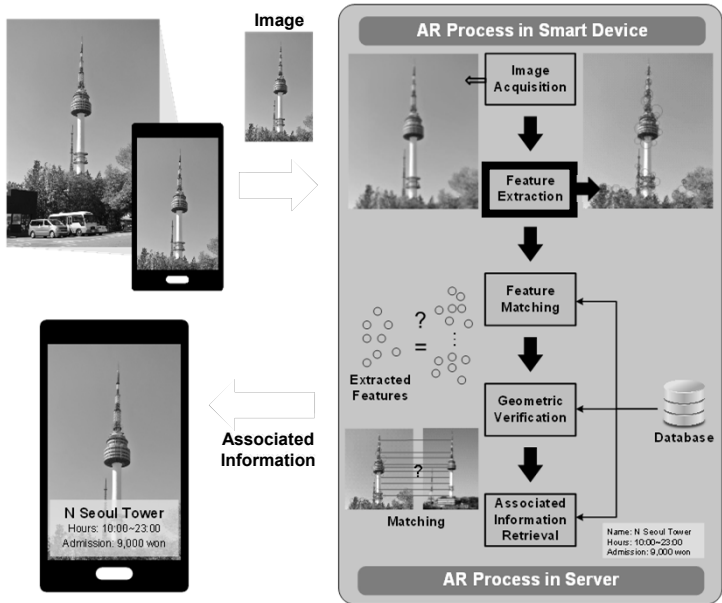 Image
AR Process in Smart Device
Image
Acquisition
Feature
Extraction
Feature
Matching
?
=
Extracted
Features
Geometric
Verification
Database
?
Matching
Associated
Information
Retrieval
Name: N Seoul Tower
Hours: 10:00~23:00
Admission: 9,000 won
AR Process in Server
Associated
Information
N Seoul Tower
Hours: 10:00~23:00
Admission: 9,000 won